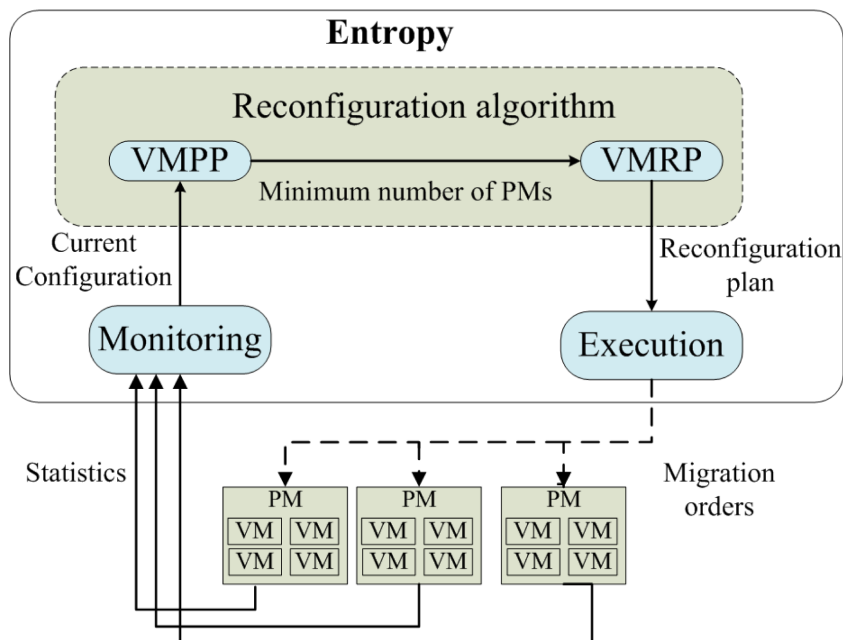 Entropy
Reconfiguration algorithm
VMPP
VMRP
Minimum number of PMs
Current
Configuration
Reconfiguration
plan
Monitoring
Execution
Statistics
Migration
orders
PM
VM VM
VM VM
PM
VM VM
VM VM
PM
VM VM
VM VM